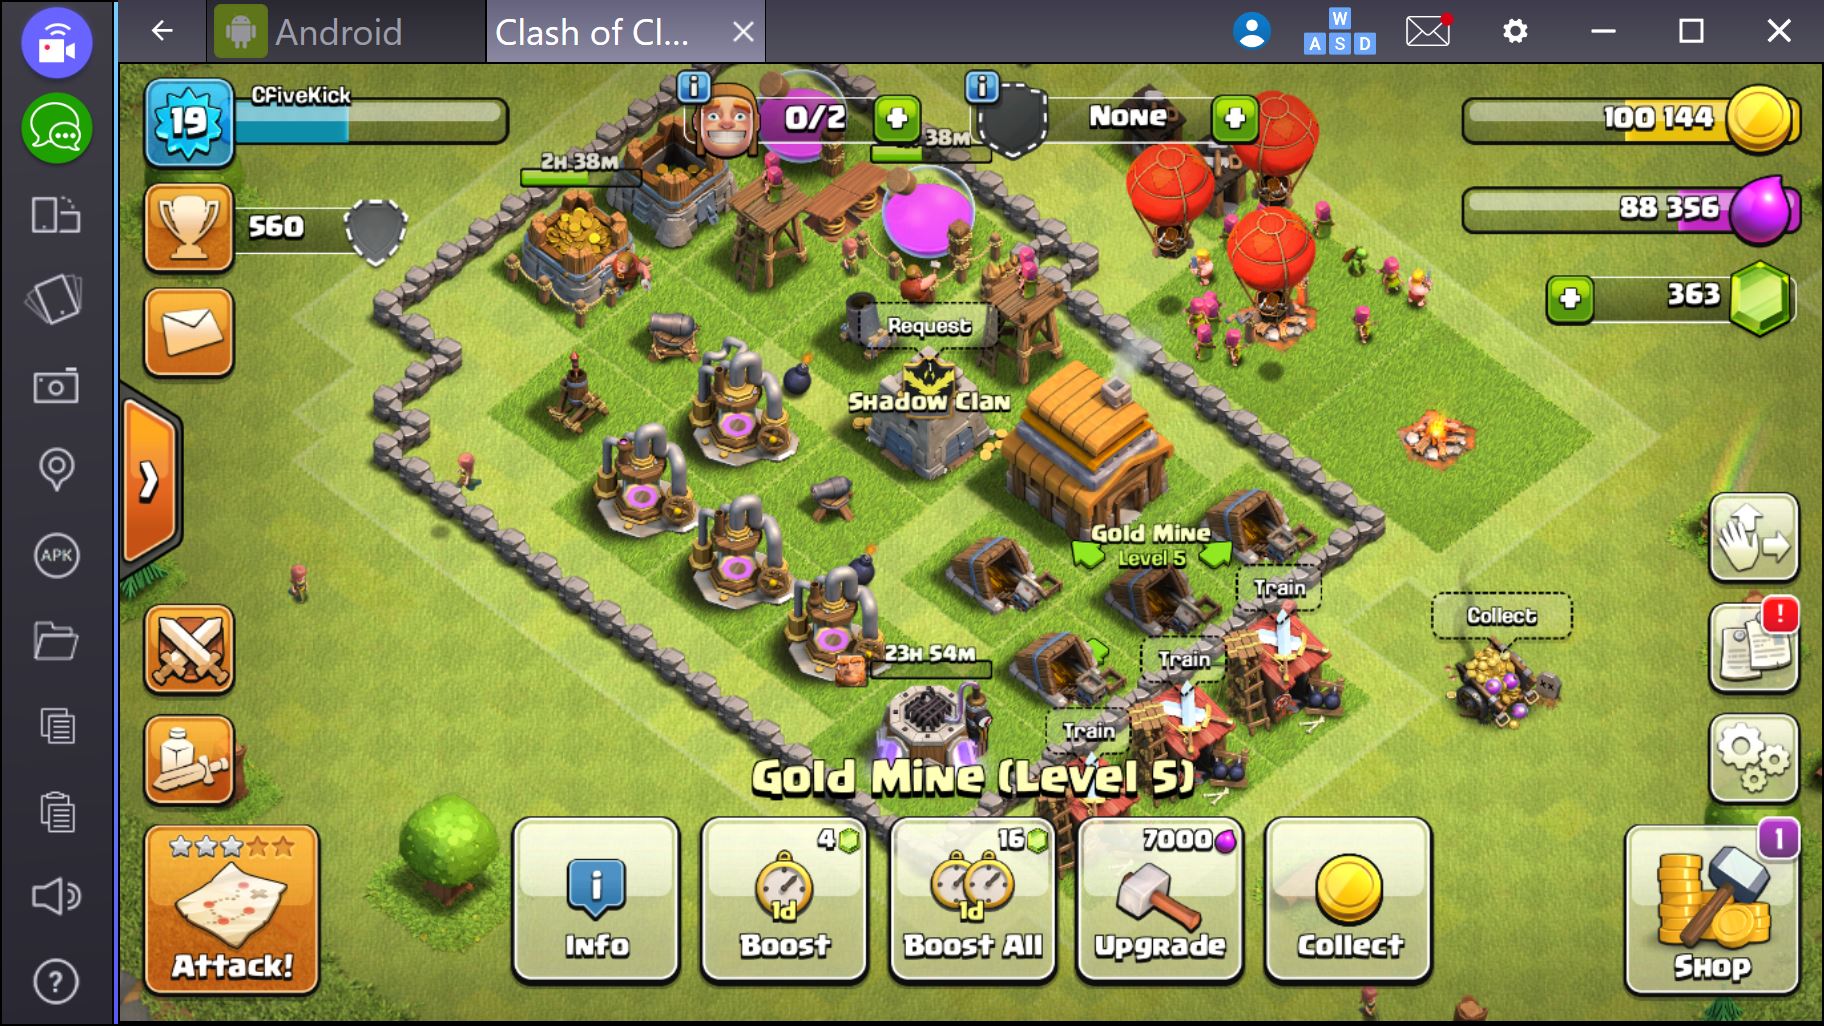 Android
Clash of Cl...
W
A S D
19
CFiveKick
0/2
None
100 144
2H 38M
38M
560
88 356
363
APK
Request
Shadow Clan
Gold Mine
Level 5
Train
Collect
Train
23H 54M
Train
!
Gold Mine (Level 5)
Attack!
Info
4
1d
Boost
16
1d
Boost All
7000
Upgrade
Collect
1
Shop